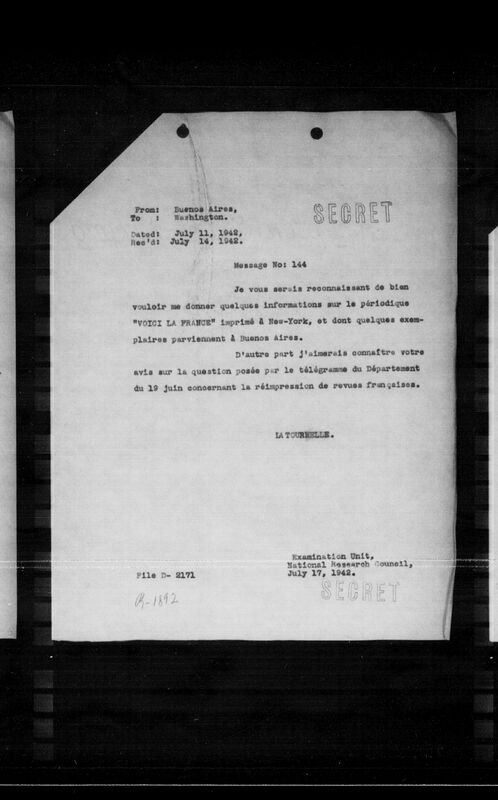 From: Buenos Aires,
To : Washington.
SECRET
Dated: July 11, 1942,
Rec'd: July 14, 1942.
Message No: 144
Je vous serais reconnaissant de bien
vouloir me donner quelques informations sur le périodique
"VOICI LA FRANCE" imprimé à New-York, et dont quelques exem-
plaires parviennent à Buenos Aires.
D'autre part j'aimerais connaître votre
avis sur la question posée par le télégramme du Département
du 19 juin concernant la réimpression de revues françaises.
LA TOURNELLE.
Examination Unit,
National Research Council,
July 17, 1942.
File D- 2171
SECRET
R-1892